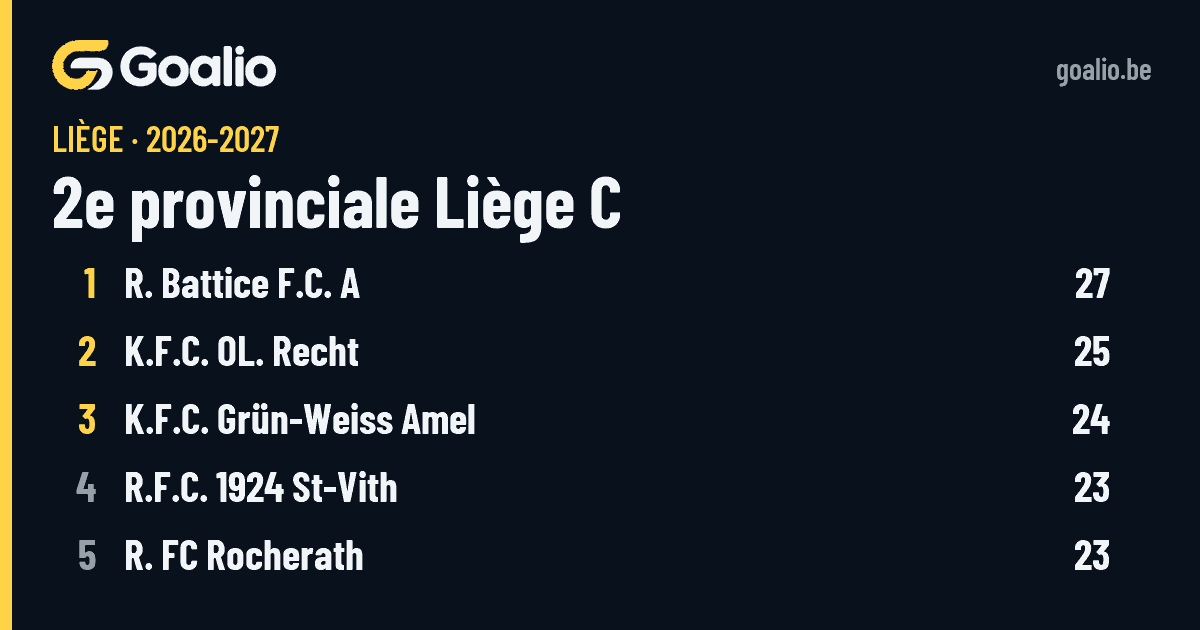 Goalio
goalio.be
LIÈGE · 2026-2027
2e provinciale Liège C
1 R. Battice F.C. A 27
2 K.F.C. OL. Recht 25
3 K.F.C. Grün-Weiss Amel 24
4 R.F.C. 1924 St-Vith 23
5 R. FC Rocherath 23